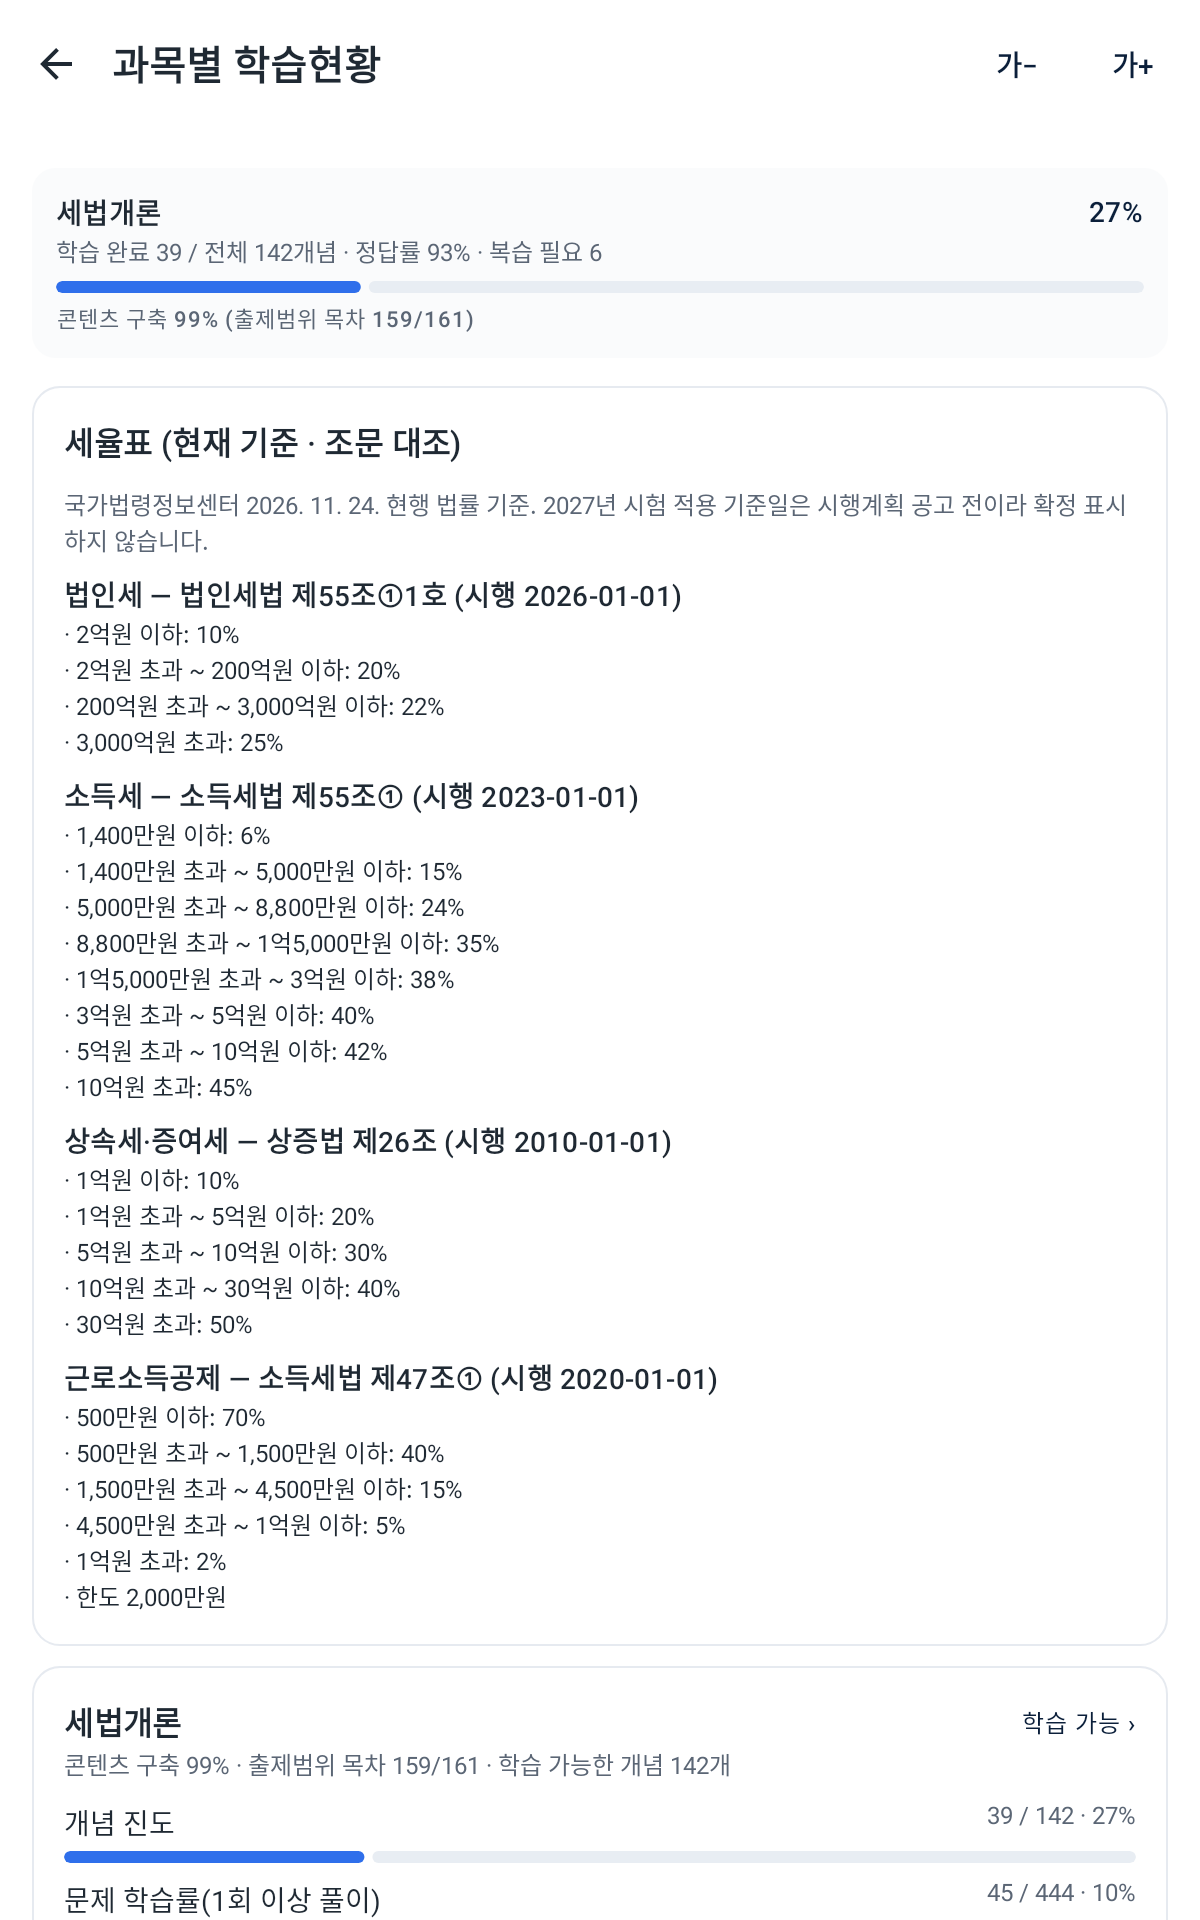 과목별 학습현황
가-
가+
세법개론
27%
학습 완료 39 / 전체 142개념 · 정답률 93% · 복습 필요 6
콘텐츠 구축 99% (출제범위 목차 159/161)
세율표 (현재 기준 · 조문 대조)
국가법령정보센터 2026. 11. 24. 현행 법률 기준. 2027년 시험 적용 기준일은 시행계획 공고 전이라 확정 표시
하지 않습니다.
법인세 — 법인세법 제55조①1호 (시행 2026-01-01)
· 2억원 이하: 10%
· 2억원 초과 ~ 200억원 이하: 20%
· 200억원 초과 ~ 3,000억원 이하: 22%
· 3,000억원 초과: 25%
소득세 — 소득세법 제55조① (시행 2023-01-01)
· 1,400만원 이하: 6%
· 1,400만원 초과 ~ 5,000만원 이하: 15%
· 5,000만원 초과 ~ 8,800만원 이하: 24%
· 8,800만원 초과 ~ 1억5,000만원 이하: 35%
· 1억5,000만원 초과 ~ 3억원 이하: 38%
· 3억원 초과 ~ 5억원 이하: 40%
· 5억원 초과 ~ 10억원 이하: 42%
· 10억원 초과: 45%
상속세·증여세 — 상증법 제26조 (시행 2010-01-01)
· 1억원 이하: 10%
· 1억원 초과 ~ 5억원 이하: 20%
· 5억원 초과 ~ 10억원 이하: 30%
· 10억원 초과 ~ 30억원 이하: 40%
· 30억원 초과: 50%
근로소득공제 — 소득세법 제47조① (시행 2020-01-01)
· 500만원 이하: 70%
· 500만원 초과 ~ 1,500만원 이하: 40%
· 1,500만원 초과 ~ 4,500만원 이하: 15%
· 4,500만원 초과 ~ 1억원 이하: 5%
· 1억원 초과: 2%
· 한도 2,000만원
세법개론
학습 가능 ›
콘텐츠 구축 99% · 출제범위 목차 159/161 · 학습 가능한 개념 142개
개념 진도
39 / 142 · 27%
문제 학습률(1회 이상 풀이)
45 / 444 · 10%